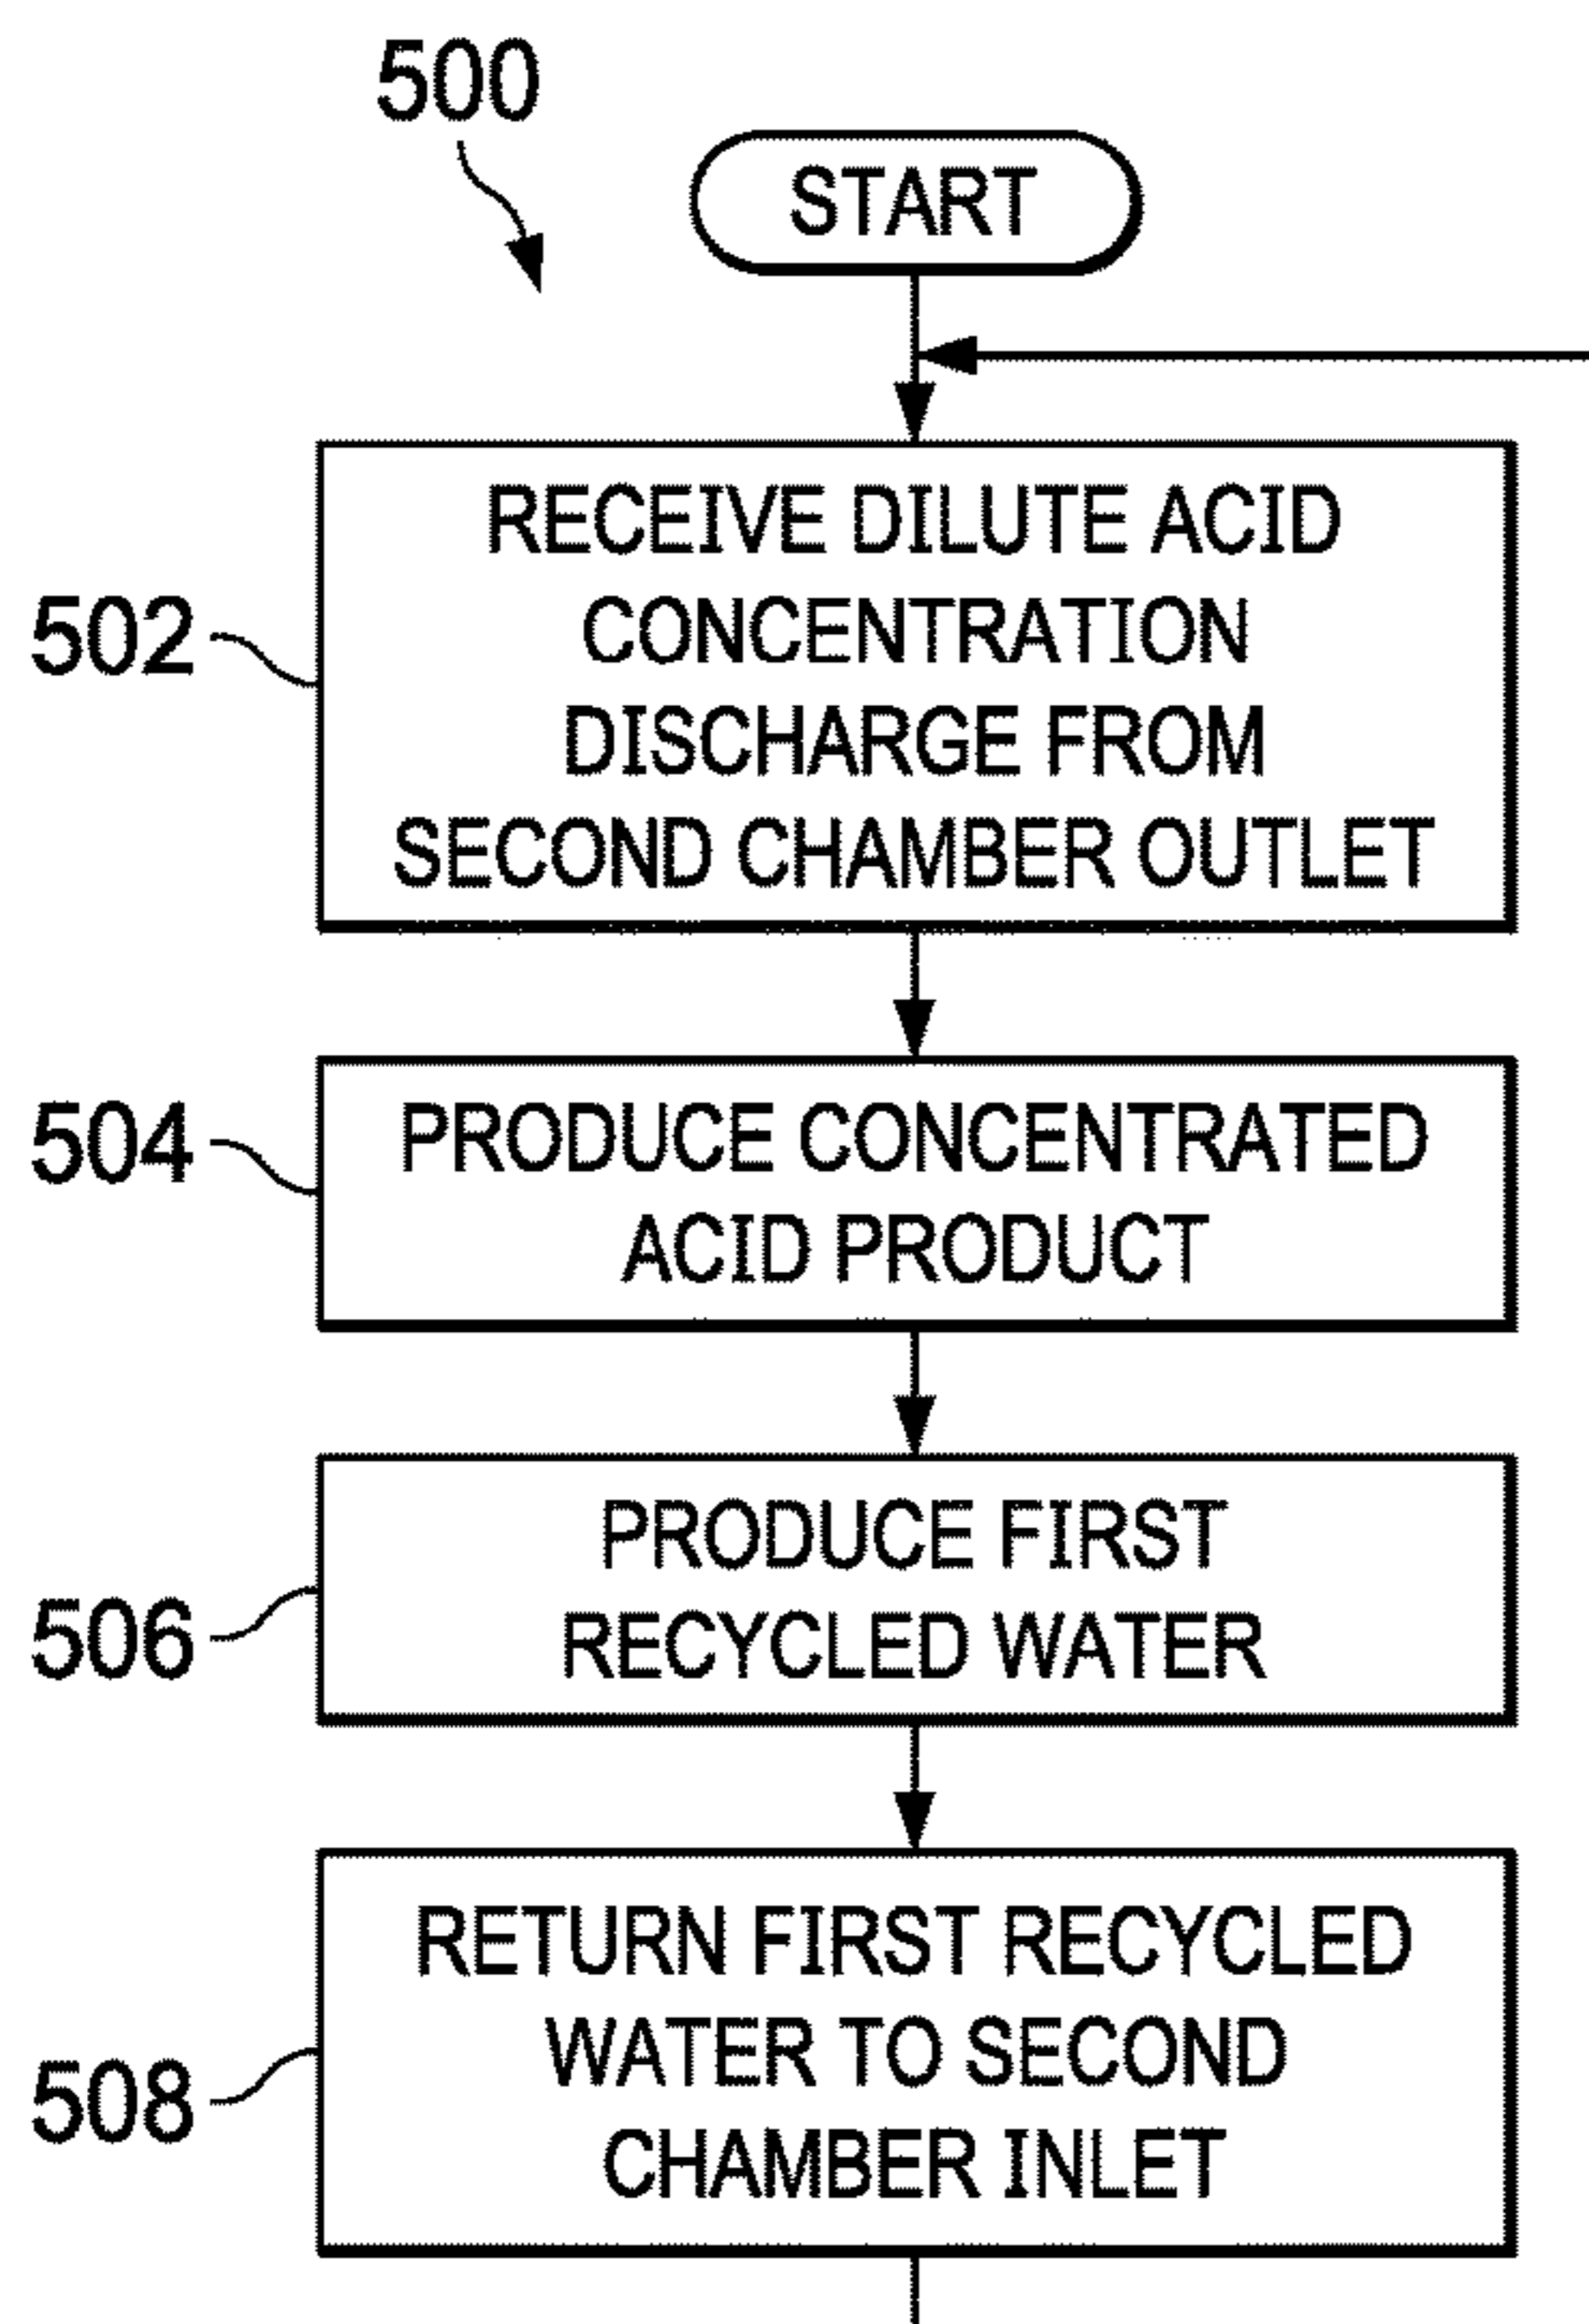 500
START
502
RECEIVE DILUTE ACID
CONCENTRATION
DISCHARGE FROM
SECOND CHAMBER OUTLET
504
PRODUCE CONCENTRATED
ACID PRODUCT
506
PRODUCE FIRST
RECYCLED WATER
508
RETURN FIRST RECYCLED
WATER TO SECOND
CHAMBER INLET